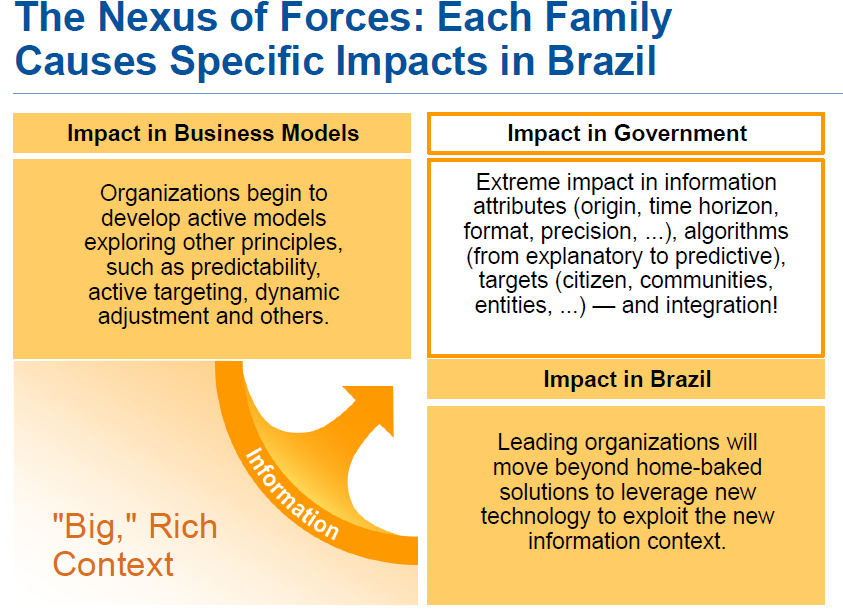 The Nexus of Forces: Each Family
Causes Specific Impacts in Brazil
Impact in Business Models
Organizations begin to
develop active models
exploring other principles,
such as predictability,
active targeting, dynamic
adjustment and others.
Impact in Government
Extreme impact in information
attributes (origin, time horizon,
format, precision, ...), algorithms
(from explanatory to predictive),
targets (citizen, communities,
entities, ...) — and integration!
Information
"Big," Rich
Context
Impact in Brazil
Leading organizations will
move beyond home-baked
solutions to leverage new
technology to exploit the new
information context.